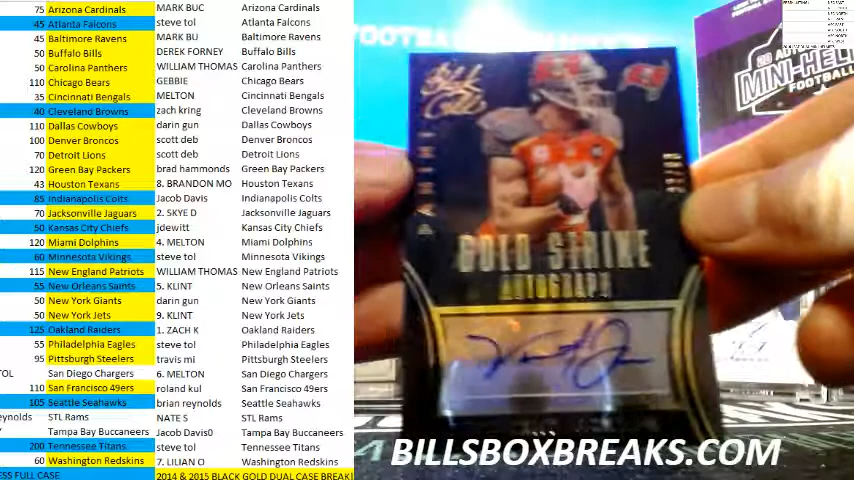 75 Arizona Cardinals MARK BUC Arizona Cardinals
45 Atlanta Falcons steve tol Atlanta Falcons
45 Baltimore Ravens MARK BU Baltimore Ravens
50 Buffalo Bills DEREK FORNEY Buffalo Bills
50 Carolina Panthers WILLIAM THOMAS Carolina Panthers
110 Chicago Bears GEBBIE Chicago Bears
35 Cincinnati Bengals MELTON Cincinnati Bengals
40 Cleveland Browns zach kring Cleveland Browns
110 Dallas Cowboys darin gun Dallas Cowboys
100 Denver Broncos scott deb Denver Broncos
70 Detroit Lions scott deb Detroit Lions
120 Green Bay Packers brad hammonds Green Bay Packers
43 Houston Texans 8. BRANDON MO Houston Texans
85 Indianapolis Colts Jacob Davis Indianapolis Colts
70 Jacksonville Jaguars 2. SKYE D Jacksonville Jaguars
50 Kansas City Chiefs jdewitt Kansas City Chiefs
120 Miami Dolphins 4. MELTON Miami Dolphins
60 Minnesota Vikings steve tol Minnesota Vikings
115 New England Patriots WILLIAM THOMAS New England Patriots
55 New Orleans Saints 5. KLINT New Orleans Saints
50 New York Giants darin gun New York Giants
50 New York Jets 9. KLINT New York Jets
125 Oakland Raiders 1. ZACH K Oakland Raiders
55 Philadelphia Eagles steve tol Philadelphia Eagles
95 Pittsburgh Steelers travis mi Pittsburgh Steelers
TOL San Diego Chargers 6. MELTON San Diego Chargers
110 San Francisco 49ers roland kul San Francisco 49ers
105 Seattle Seahawks brian reynolds Seattle Seahawks
eynolds STL Rams NATE S STL Rams
Tampa Bay Buccaneers Jacob Davis0 Tampa Bay Buccaneers
200 Tennessee Titans steve tol Tennessee Titans
60 Washington Redskins 7. LILIAN O Washington Redskins
ESS FULL CASE 2014 & 2015 BLACK GOLD DUAL CASE BREAK
FOOTBALL
MINI-HEL
FOOTBALL
Black Gold
PANINI
GOLD STRIKE
AUTOGRAPH
BILLSBOXBREAKS.COM